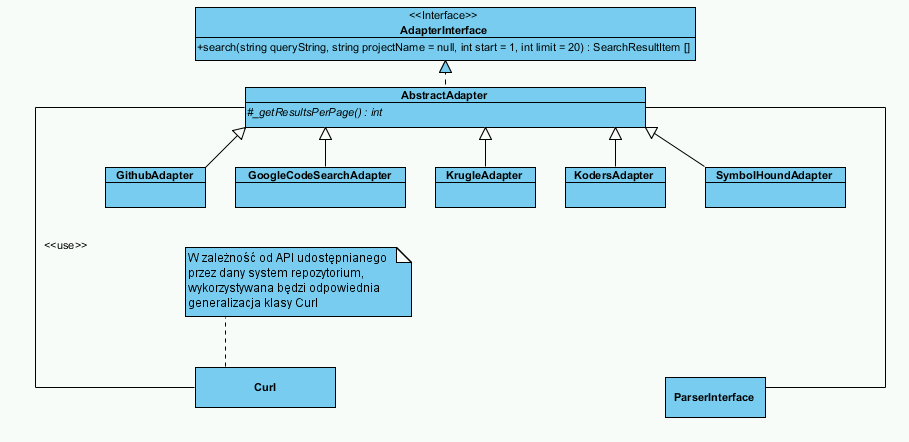 <<Interface>>
AdapterInterface
+search(string queryString, string projectName = null, int start = 1, int limit = 20) : SearchResultItem []
AbstractAdapter
#_getResultsPerPage() : int
GithubAdapter
GoogleCodeSearchAdapter
KrugleAdapter
KodersAdapter
SymbolHoundAdapter
<<use>>
W zależność od API udostępnianego
przez dany system repozytorium,
wykorzystywana będzi odpowiednia
generalizacja klasy Curl
Curl
ParserInterface